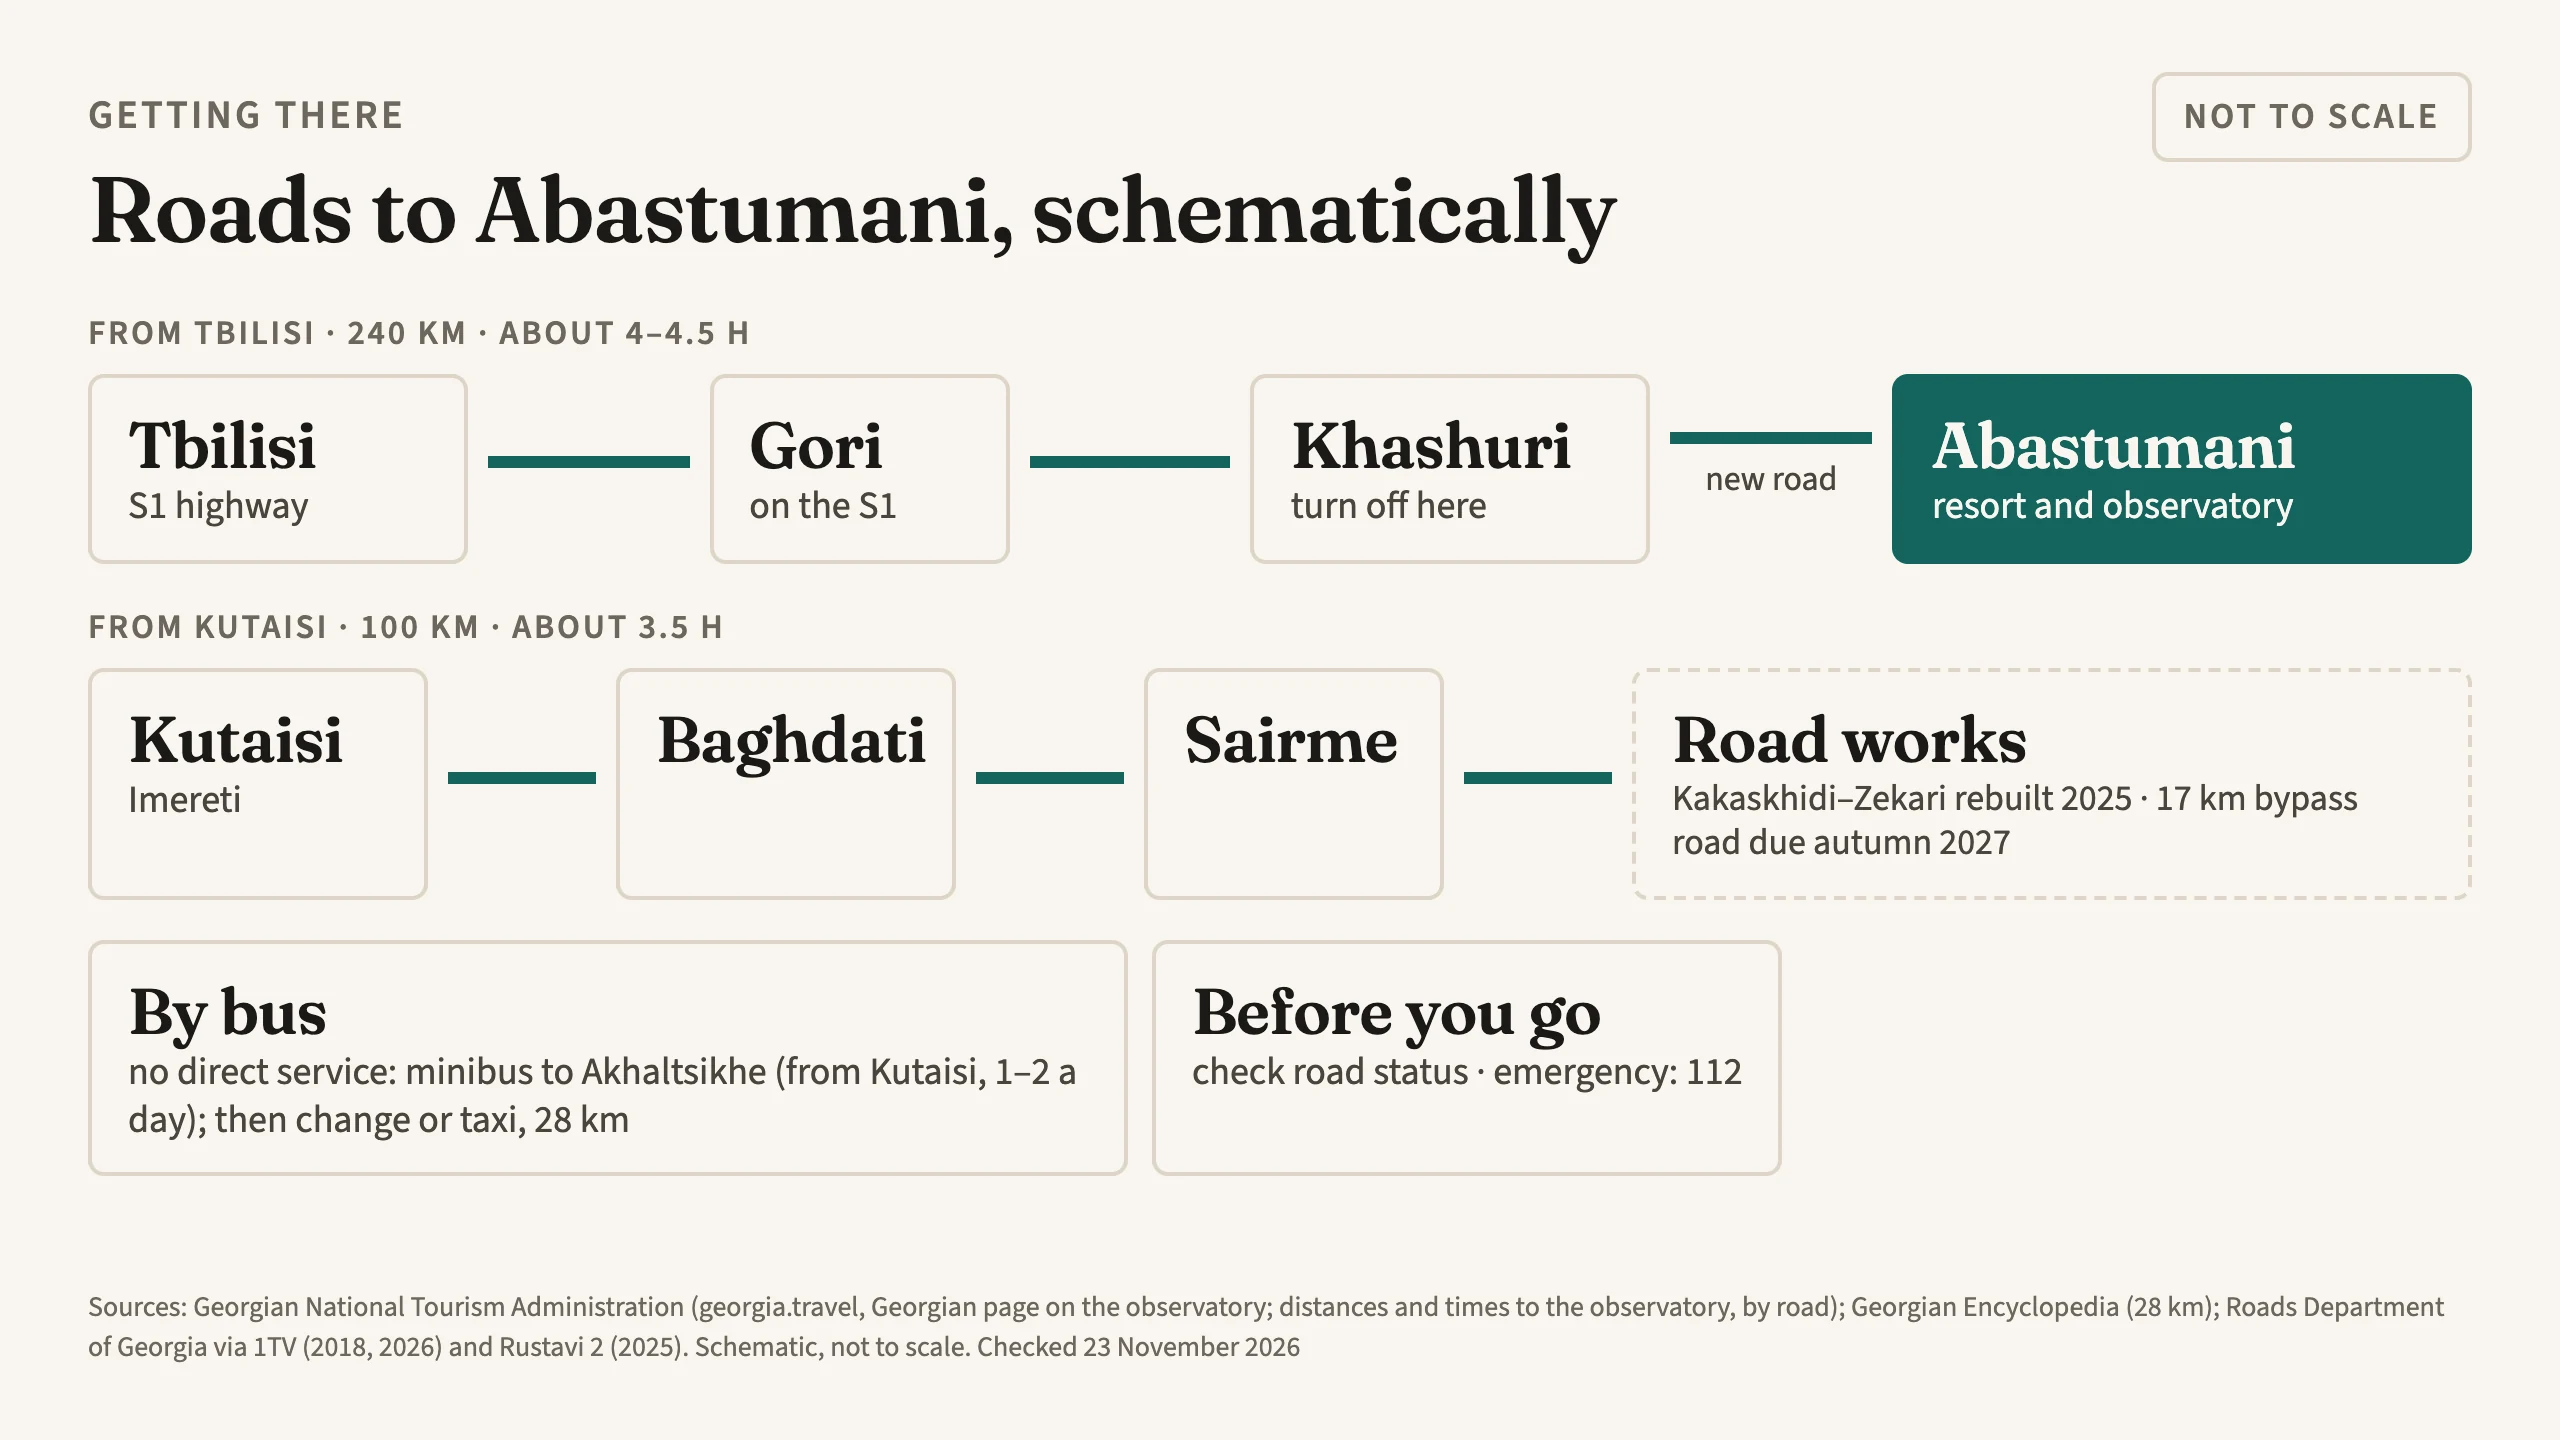 GETTING THERE
NOT TO SCALE
Roads to Abastumani, schematically
FROM TBILISI · 240 KM · ABOUT 4–4.5 H
Tbilisi
S1 highway
Gori
on the S1
Khashuri
turn off here
new road
Abastumani
resort and observatory
FROM KUTAISI · 100 KM · ABOUT 3.5 H
Kutaisi
Imereti
Baghdati
Sairme
Road works
Kakaskhidi–Zekari rebuilt 2025 · 17 km bypass
road due autumn 2027
By bus
no direct service: minibus to Akhaltsikhe (from Kutaisi, 1–2 a
day); then change or taxi, 28 km
Before you go
check road status · emergency: 112
Sources: Georgian National Tourism Administration (georgia.travel, Georgian page on the observatory; distances and times to the observatory, by road); Georgian Encyclopedia (28 km); Roads Department
of Georgia via 1TV (2018, 2026) and Rustavi 2 (2025). Schematic, not to scale. Checked 23 November 2026